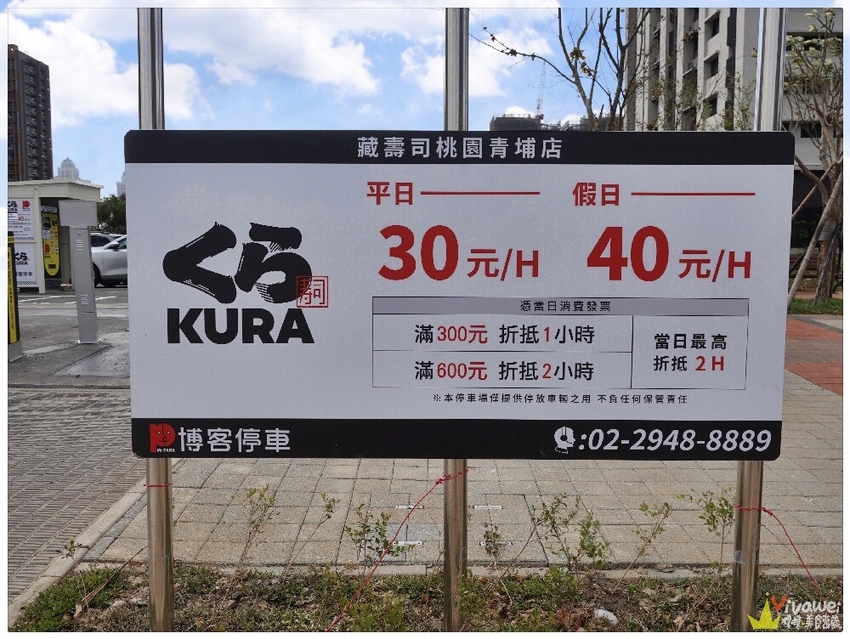 藏壽司桃園青埔店
平日 假日
30元/H 40元/H
くら
KURA
憑當日消費發票
滿300元 折抵1小時
滿600元 折抵2小時
當日最高
折抵 2H
※本停車場僅提供停放車輛之用 不負任何保管責任
博客停車 :02-2948-8889
Vivawei